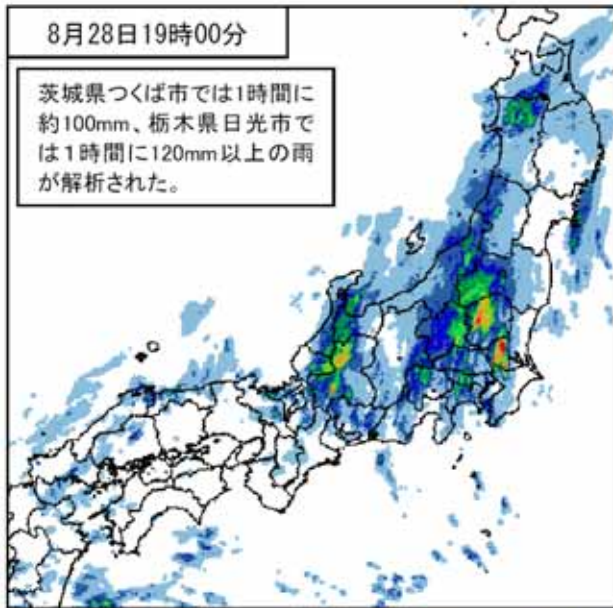 8月28日19時00分
茨城県つくば市では1時間に
約100mm、栃木県日光市で
は１時間に120mm以上の雨
が解析された。